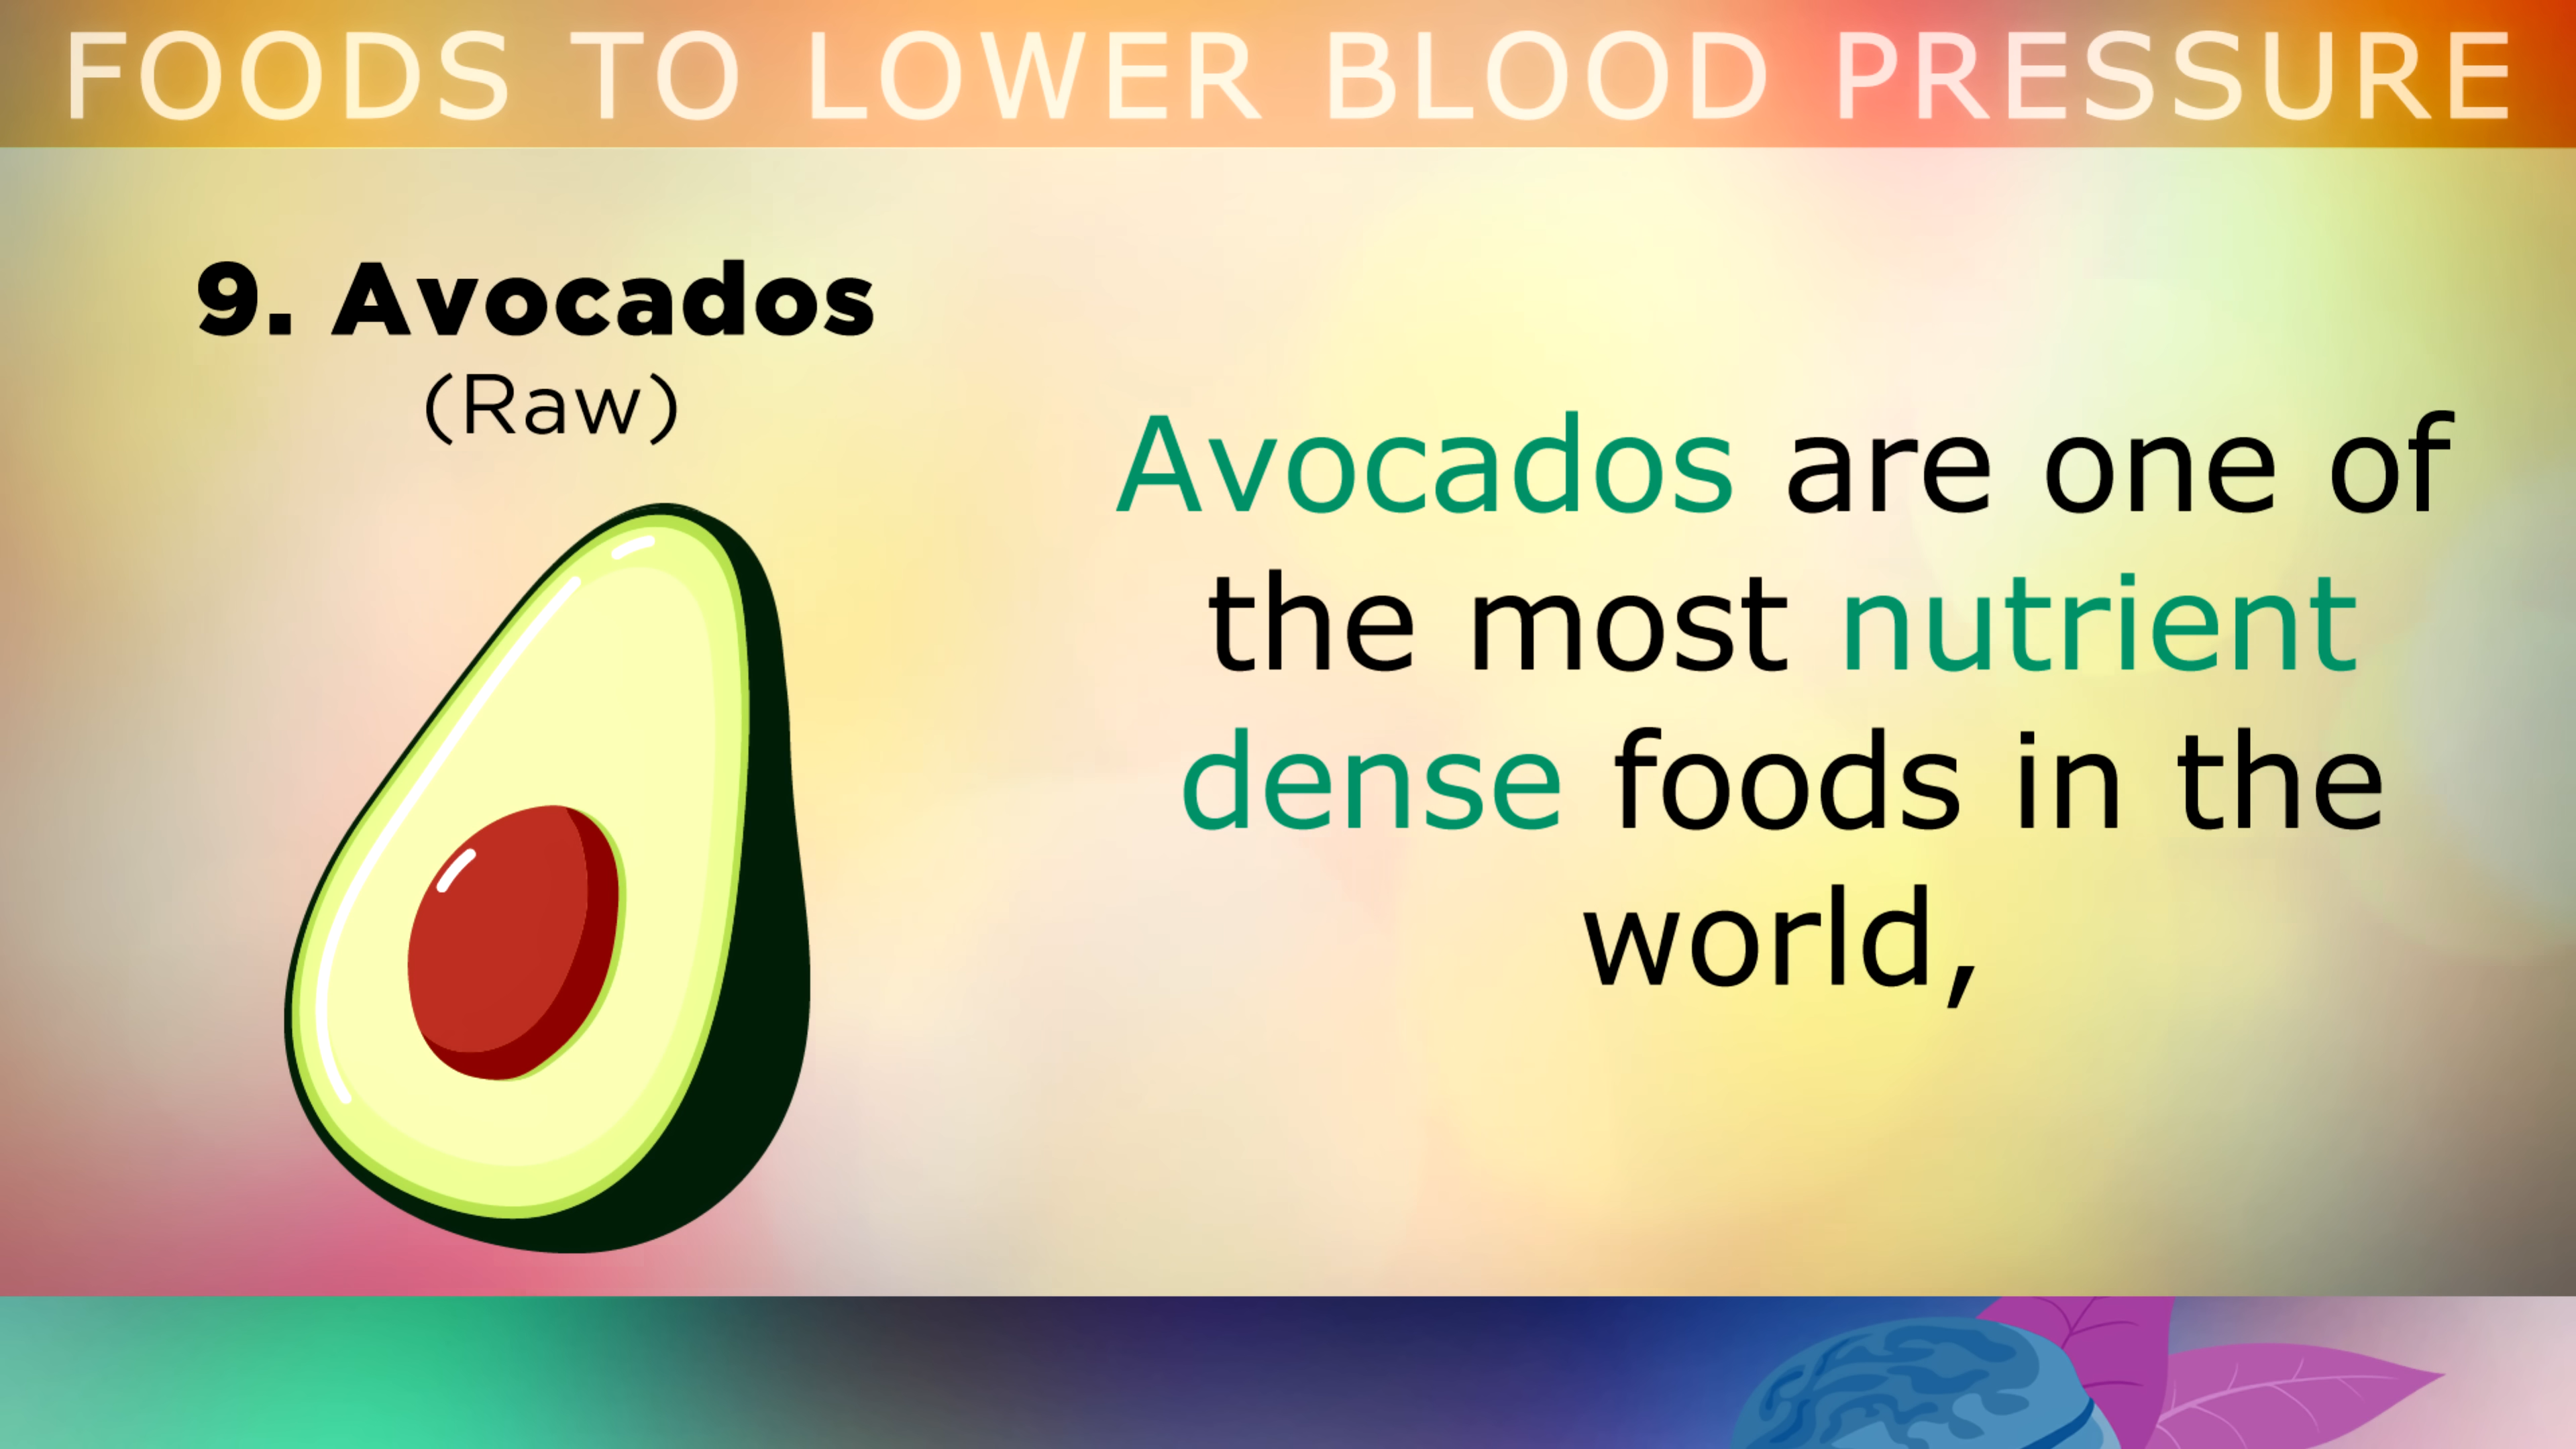 FOODS TO LOWER BLOOD PRESSURE
9. Avocados
(Raw)
Avocados are one of
the most nutrient
dense foods in the
world,